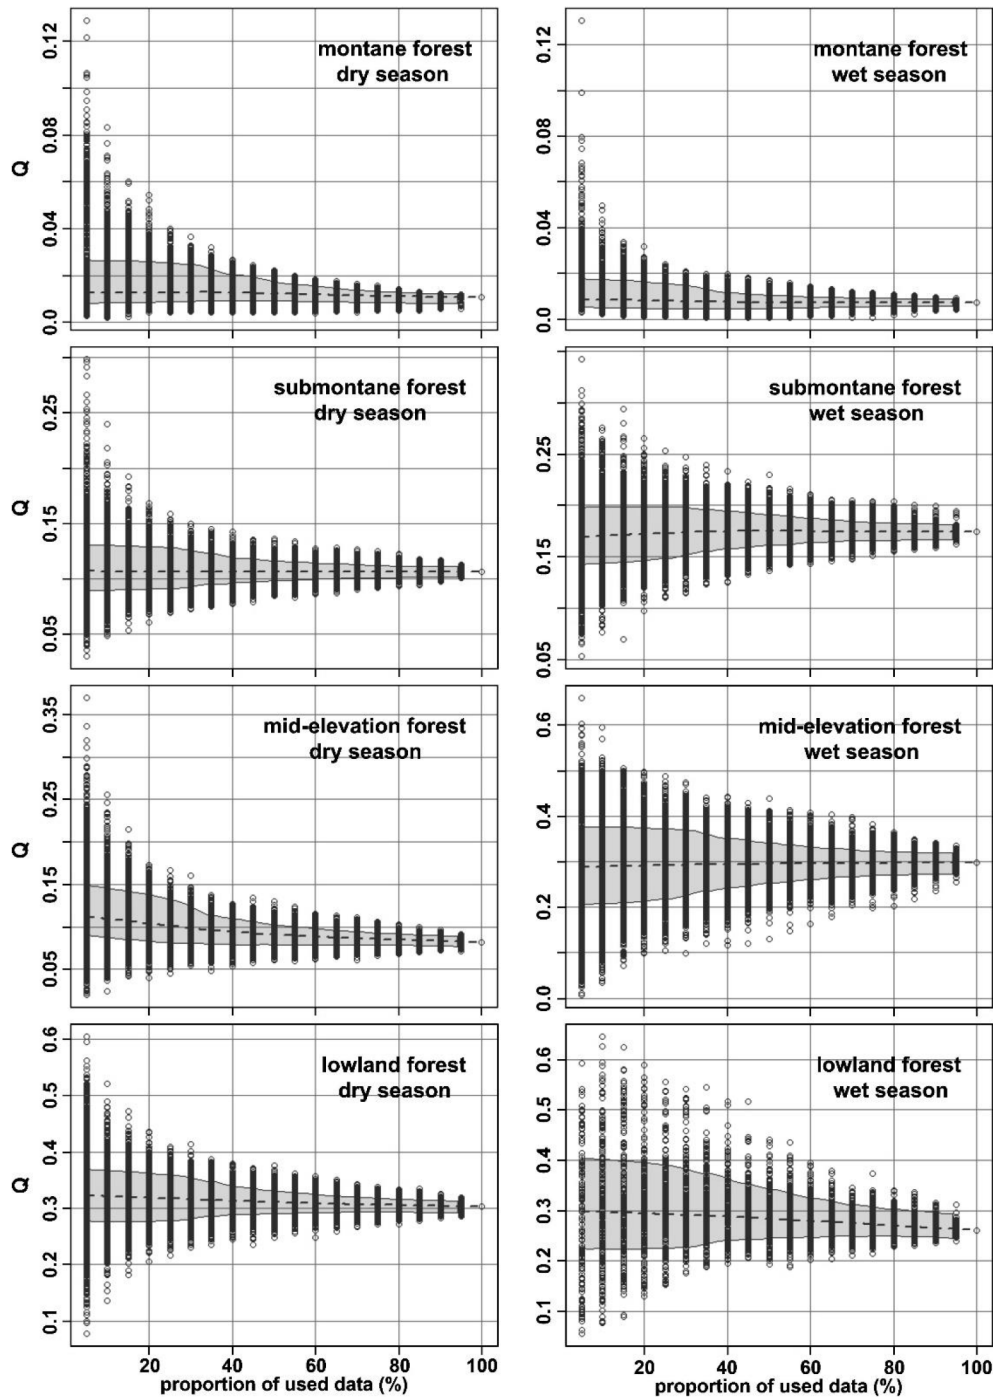 montane forest
dry season
Q
0.12
0.08
0.04
0.0
montane forest
wet season
0.12
0.08
0.04
0.0
submontane forest
dry season
0.25
0.15
0.05
submontane forest
wet season
0.25
0.15
0.05
mid-elevation forest
dry season
Q
0.35
0.25
0.15
0.05
mid-elevation forest
wet season
0.6
0.4
0.2
0.0
lowland forest
dry season
Q
0.6
0.5
0.4
0.3
0.2
0.1
20 40 60 80 100
proportion of used data (%)
lowland forest
wet season
0.6
0.5
0.4
0.3
0.2
0.1
20 40 60 80 100
proportion of used data (%)